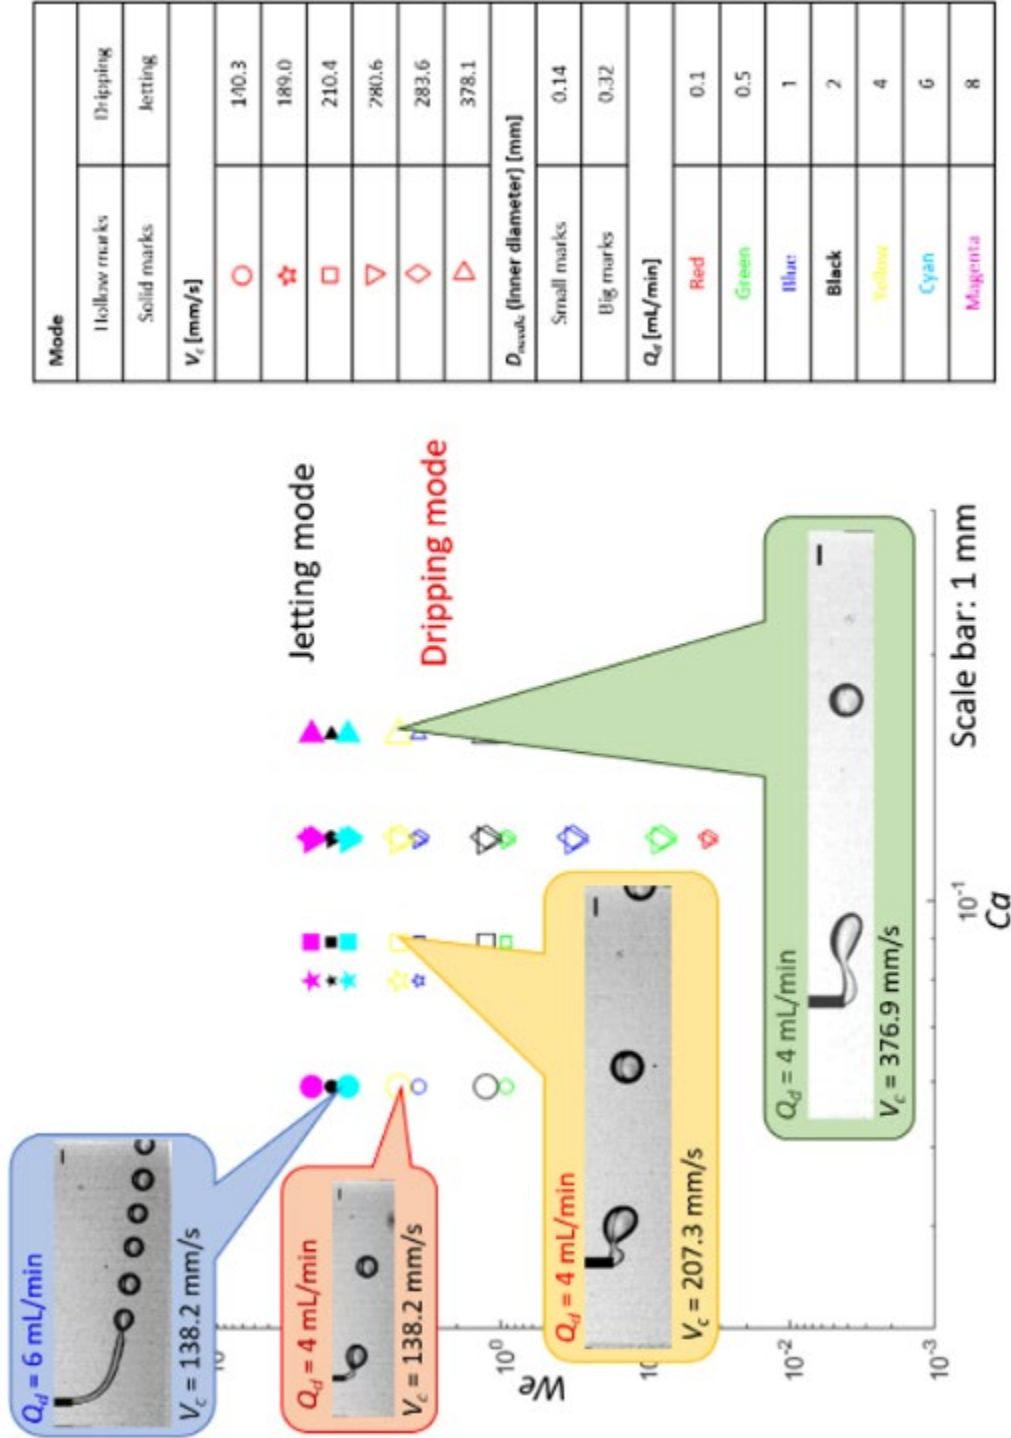 Q_d = 6 mL/min
V_c = 138.2 mm/s
Q_d = 4 mL/min
V_c = 138.2 mm/s
Q_d = 4 mL/min
V_c = 207.3 mm/s
Q_d = 4 mL/min
V_c = 376.9 mm/s
Jetting mode
Dripping mode
We
10^0
10^-2
10^-3
10^-1
Ca
Scale bar: 1 mm
Mode
Hollow marks Dripping
Solid marks Jetting
V_c [mm/s]
140.3
189.0
210.4
280.6
283.6
378.1
D_needle (Inner diameter) [mm]
Small marks 0.14
Big marks 0.32
Q_d [mL/min]
Red 0.1
Green 0.5
Blue 1
Black 2
Yellow 4
Cyan 6
Magenta 8